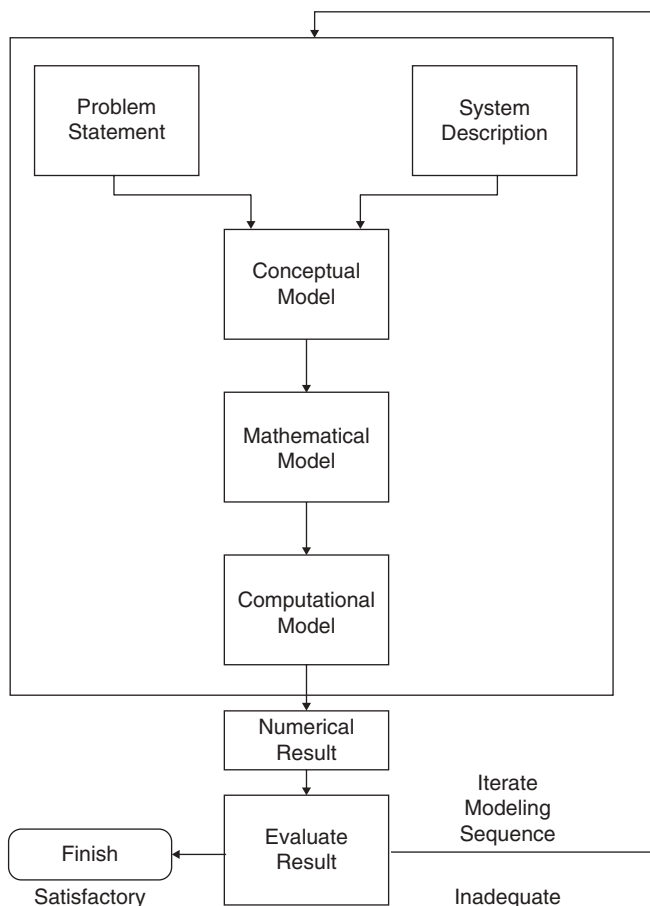 Problem
Statement
System
Description
Conceptual
Model
Mathematical
Model
Computational
Model
Numerical
Result
Iterate
Modeling
Sequence
Evaluate
Result
Finish
Satisfactory
Inadequate